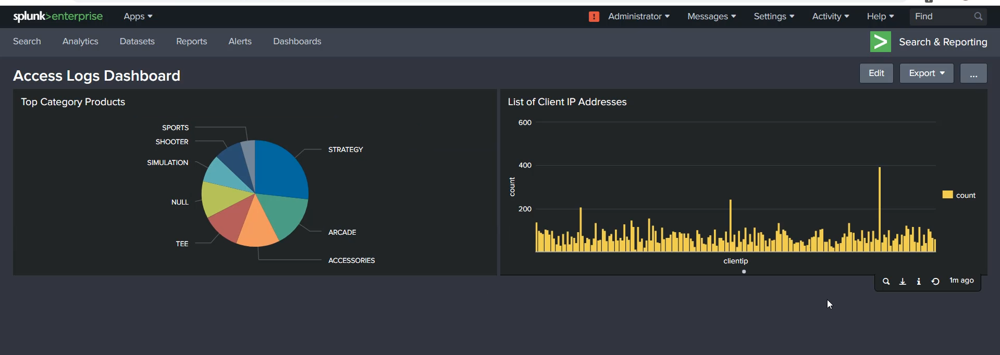 splunk>enterprise Apps ! Administrator Messages Settings Activity Help Find
Search Analytics Datasets Reports Alerts Dashboards > Search & Reporting
Access Logs Dashboard Edit Export ...
Top Category Products
SPORTS
SHOOTER
SIMULATION
NULL
TEE
STRATEGY
ARCADE
ACCESSORIES
List of Client IP Addresses
600
400
200
count
clientip
count
i 1m ago